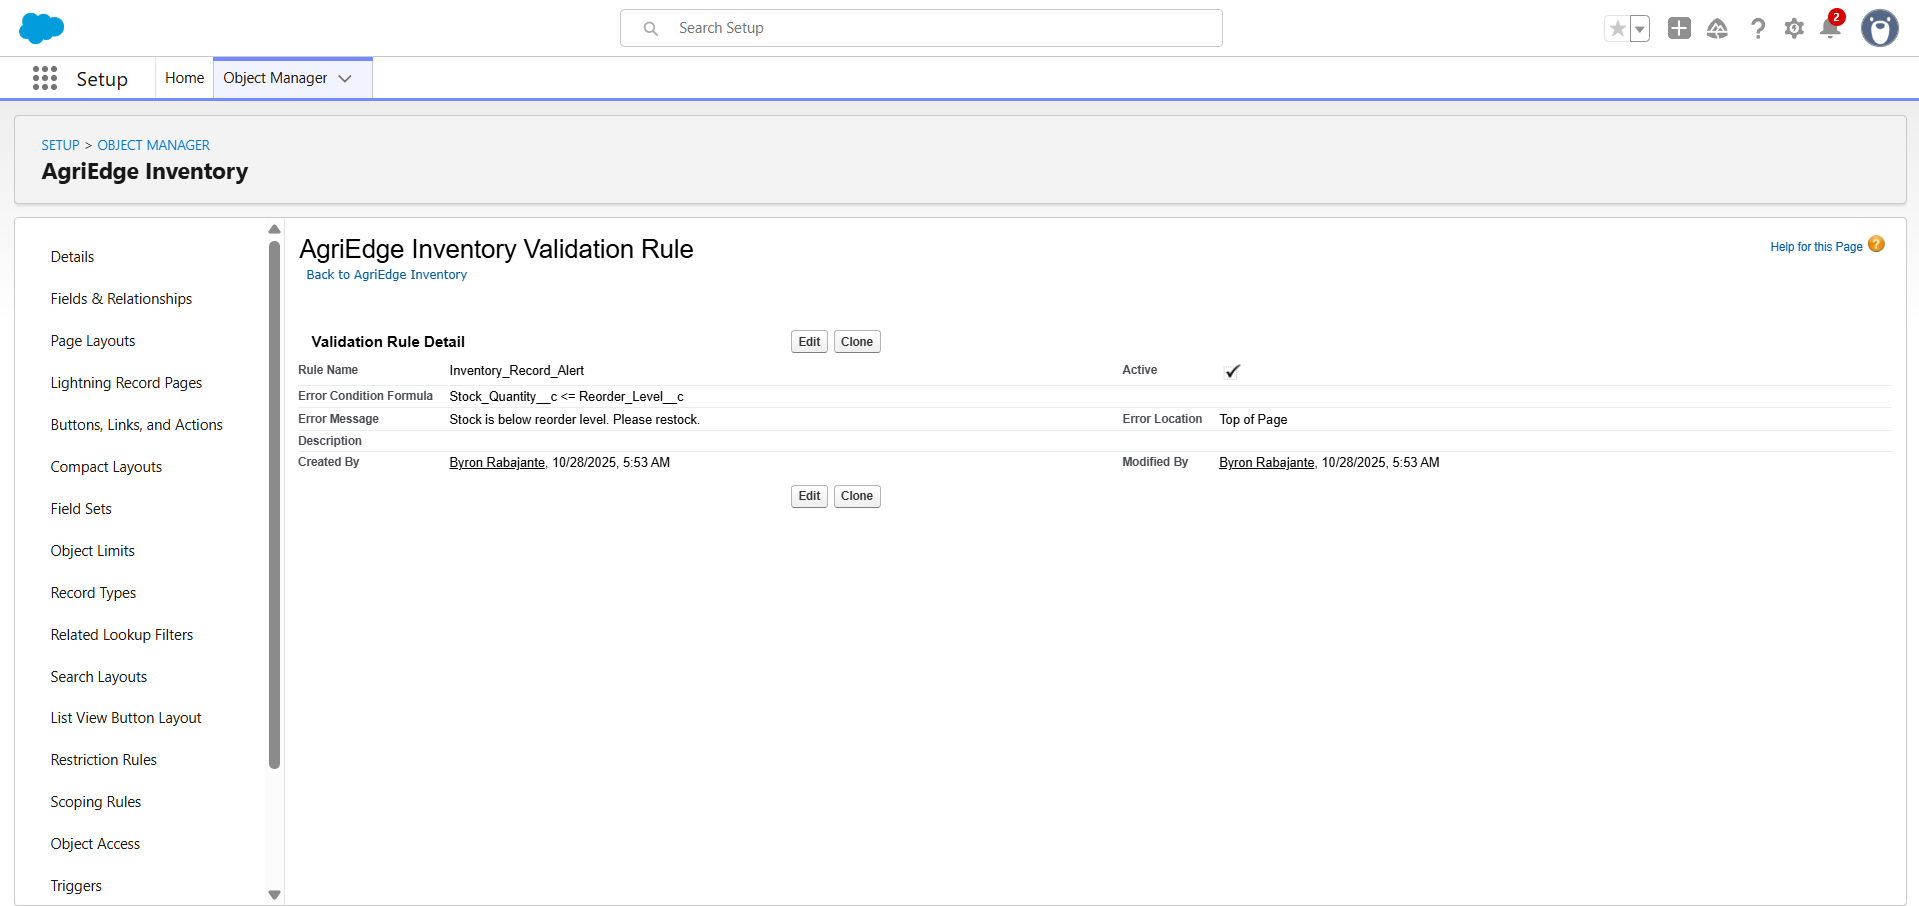 Search Setup
2
Setup
Home
Object Manager
SETUP > OBJECT MANAGER
AgriEdge Inventory
Details
Fields & Relationships
Page Layouts
Lightning Record Pages
Buttons, Links, and Actions
Compact Layouts
Field Sets
Object Limits
Record Types
Related Lookup Filters
Search Layouts
List View Button Layout
Restriction Rules
Scoping Rules
Object Access
Triggers
AgriEdge Inventory Validation Rule
Back to AgriEdge Inventory
Help for this Page ?
Validation Rule Detail
Edit Clone
Rule Name Inventory_Record_Alert Active
Error Condition Formula Stock_Quantity__c <= Reorder_Level__c
Error Message Stock is below reorder level. Please restock. Error Location Top of Page
Description
Created By Byron Rabajante, 10/28/2025, 5:53 AM Modified By Byron Rabajante, 10/28/2025, 5:53 AM
Edit Clone